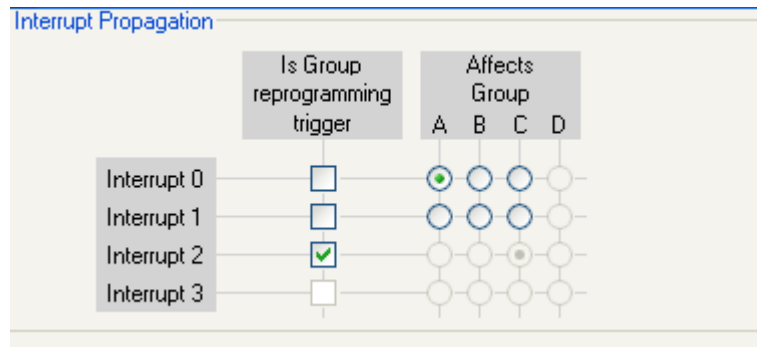 Interrupt Propagation
Is Group
reprogramming
trigger
Affects
Group
A B C D
Interrupt 0
Interrupt 1
Interrupt 2
Interrupt 3